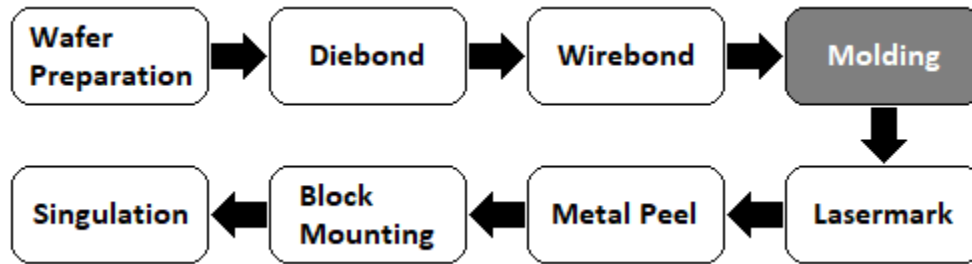 Wafer
Preparation
Diebond
Wirebond
Molding
Singulation
Block
Mounting
Metal Peel
Lasermark